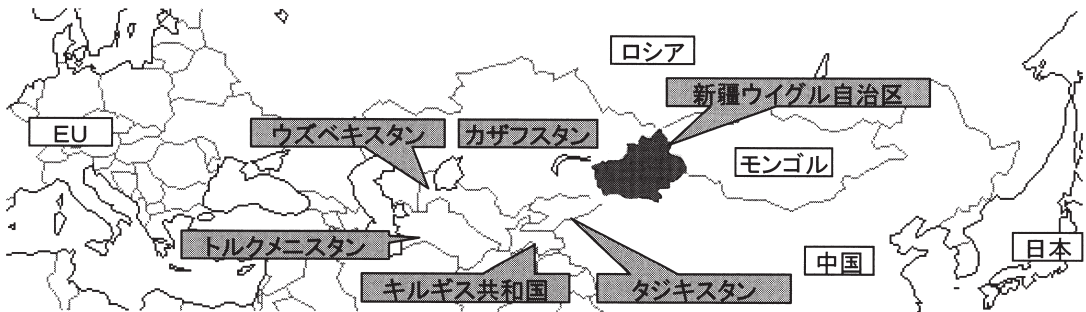 ロシア
新疆ウイグル自治区
EU
ウズベキスタン
カザフスタン
モンゴル
トルクメニスタン
日本
中国
キルギス共和国
タジキスタン